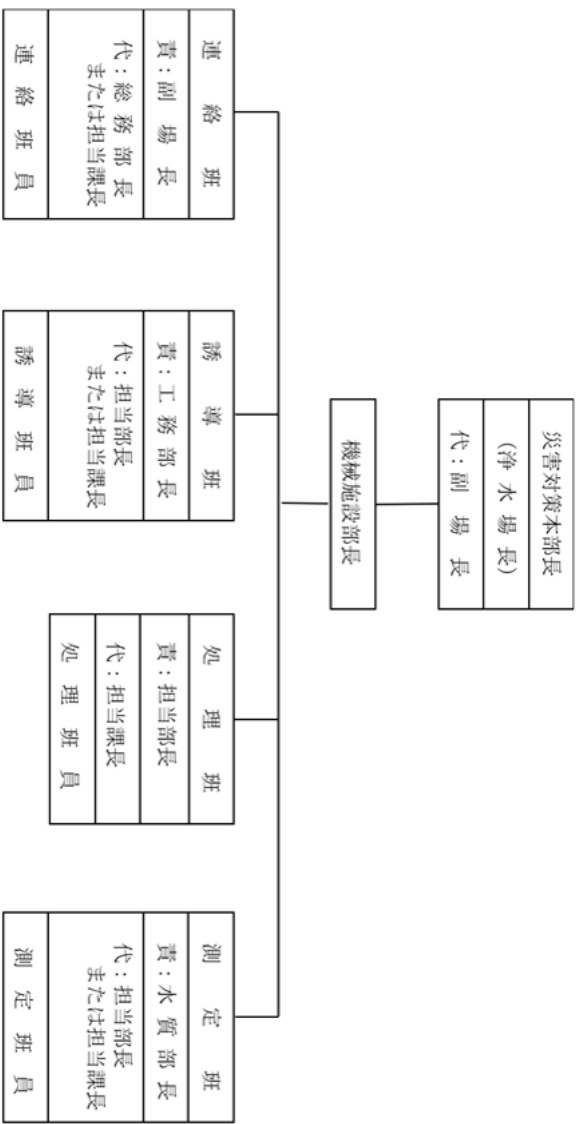 災害対策本部長
(浄水場長)
代：副場長
機械施設部長
連絡班
責：副場長
代：総務部長
または担当課長
連絡班員
誘導班
責：工務部長
代：担当部長
または担当課長
誘導班員
処理班
責：担当部長
代：担当課長
処理班員
測定班
責：水質部長
代：担当部長
または担当課長
測定班員